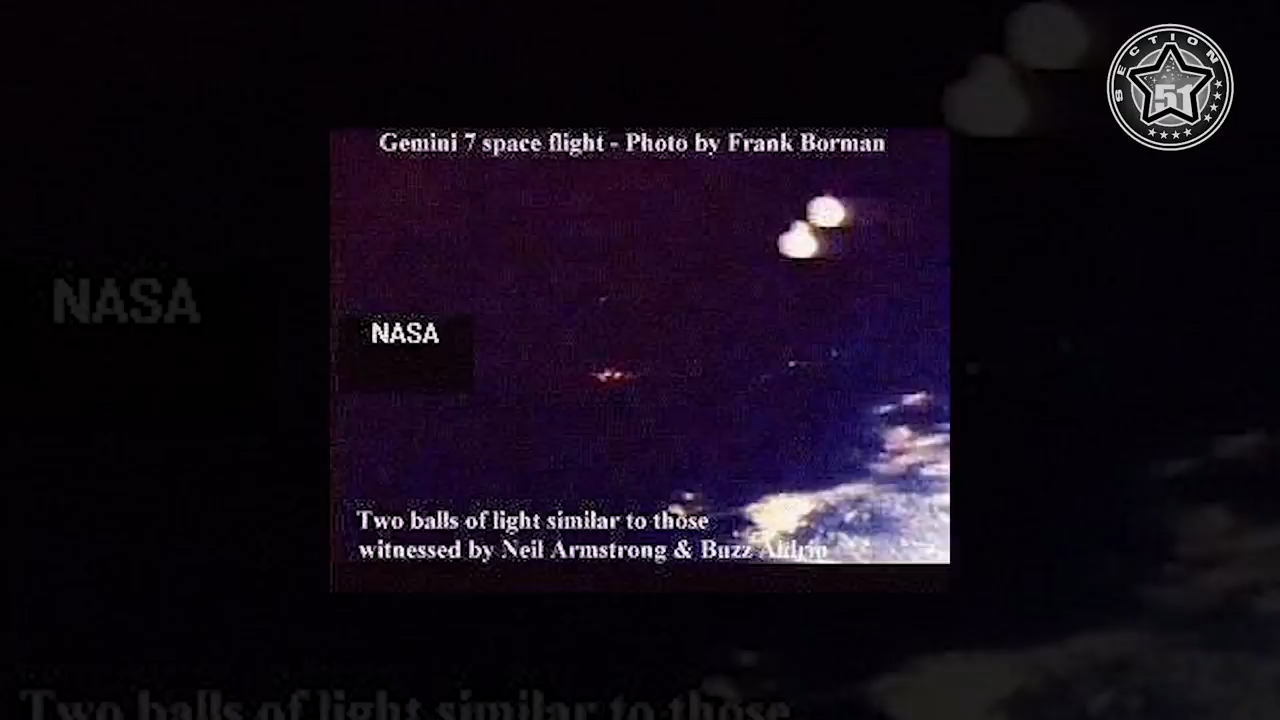 SECTION
51
Gemini 7 space flight - Photo by Frank Borman
NASA
NASA
Two balls of light similar to those
witnessed by Neil Armstrong & Buzz Aldrin
Two balls of light similar to those